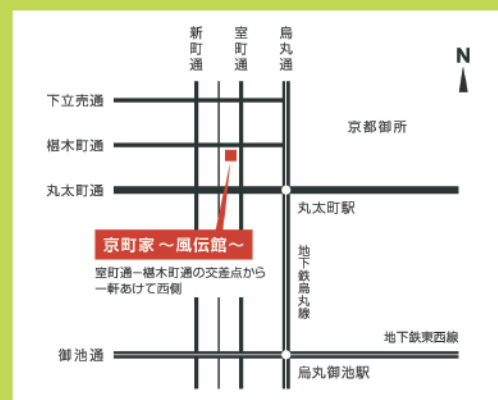 新町通
室町通
烏丸通
N
下立売通
椹木町通
京都御所
丸太町通
丸太町駅
京町家〜風伝館〜
室町通−椹木町通の交差点から
一軒あけて西側
地下鉄烏丸線
地下鉄東西線
御池通
烏丸御池駅